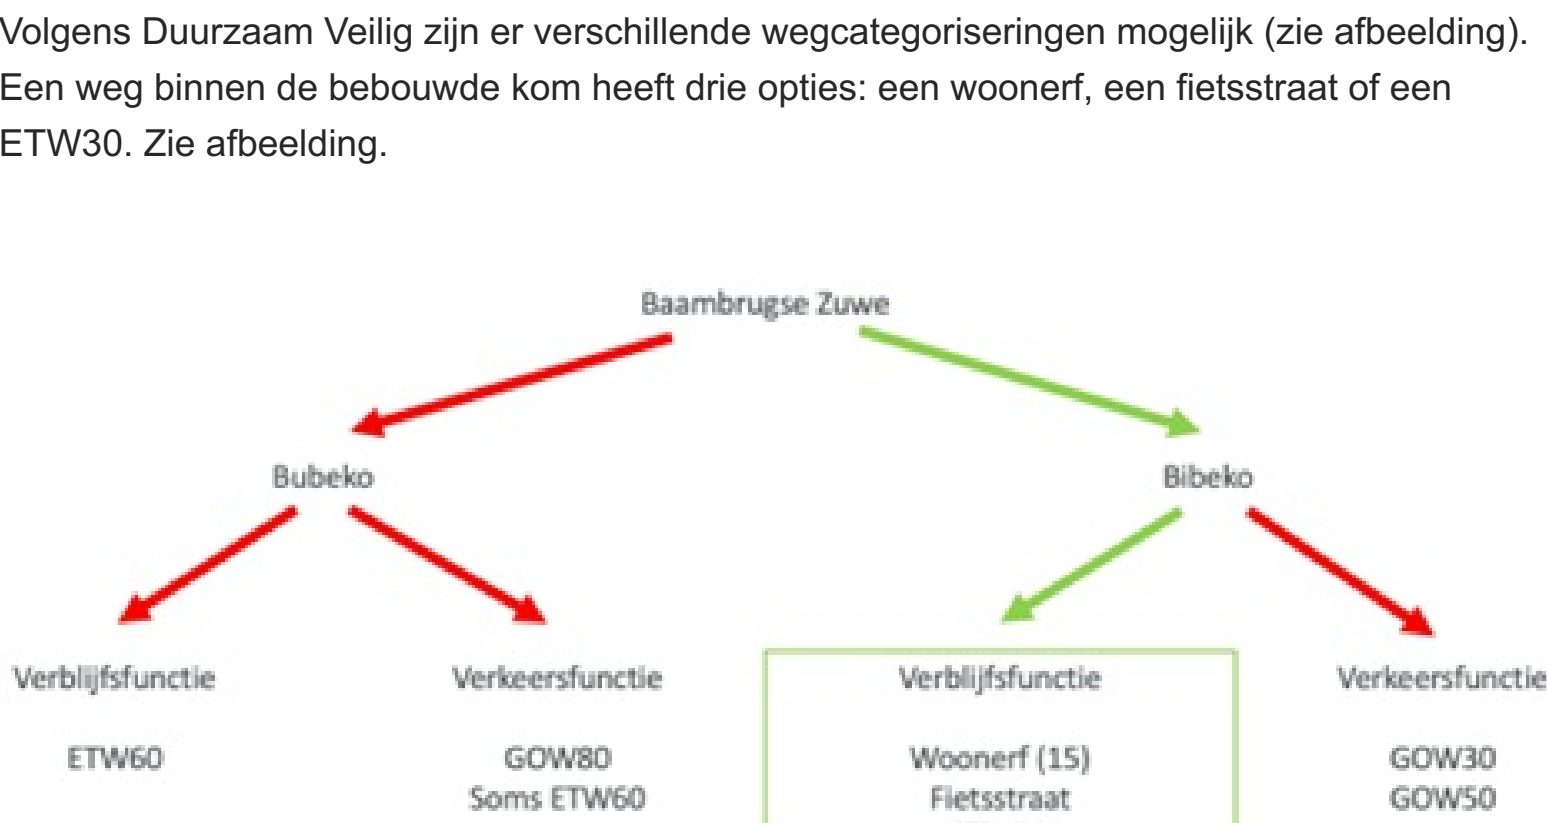 Volgens Duurzaam Veilig zijn er verschillende wegcategoriseringen mogelijk (zie afbeelding).
Een weg binnen de bebouwde kom heeft drie opties: een woonerf, een fietsstraat of een
ETW30. Zie afbeelding.
Baambrugse Zuwe
Bubeko
Bibeko
Verblijfsfunctie
Verkeersfunctie
Verblijfsfunctie
Verkeersfunctie
ETW60
GOW80
Woonerf (15)
GOW30
Soms ETW60
Fietsstraat
GOW50